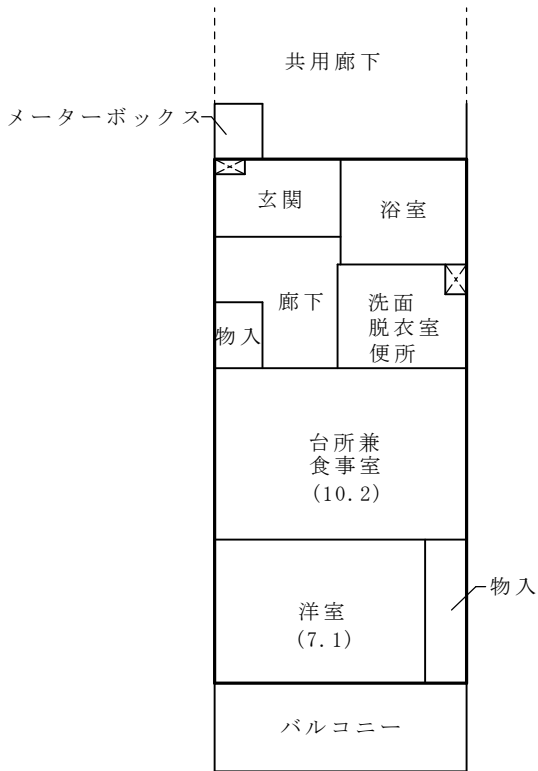 共用廊下
メーターボックス
玄関
浴室
廊下
洗面
脱衣室
便所
物入
台所兼
食事室
(10.2)
物入
洋室
(7.1)
バルコニー